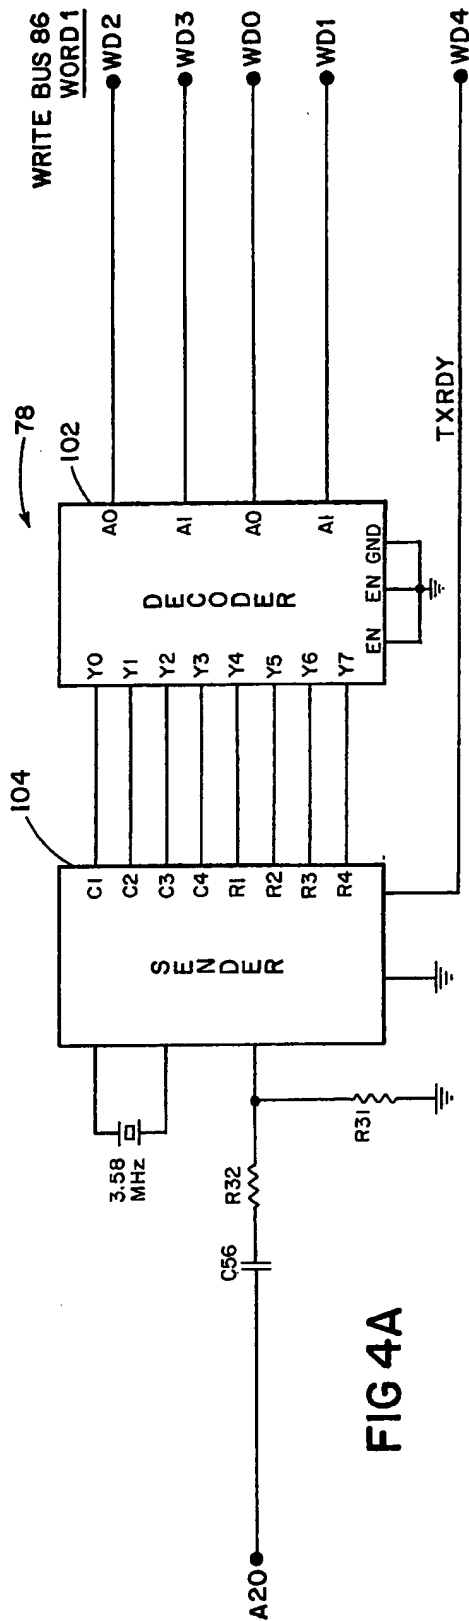 WRITE BUS 86
WORD 1
WD2
WD3
WD0
WD1
WD4
78
102
A0
A1
A0
A1
DECODER
EN EN GND
Y0
Y1
Y2
Y3
Y4
Y5
Y6
Y7
TXRDY
104
C1
C2
C3
C4
R1
R2
R3
R4
SENDER
3.58
MHz
R31
R32
C56
A20
FIG 4A